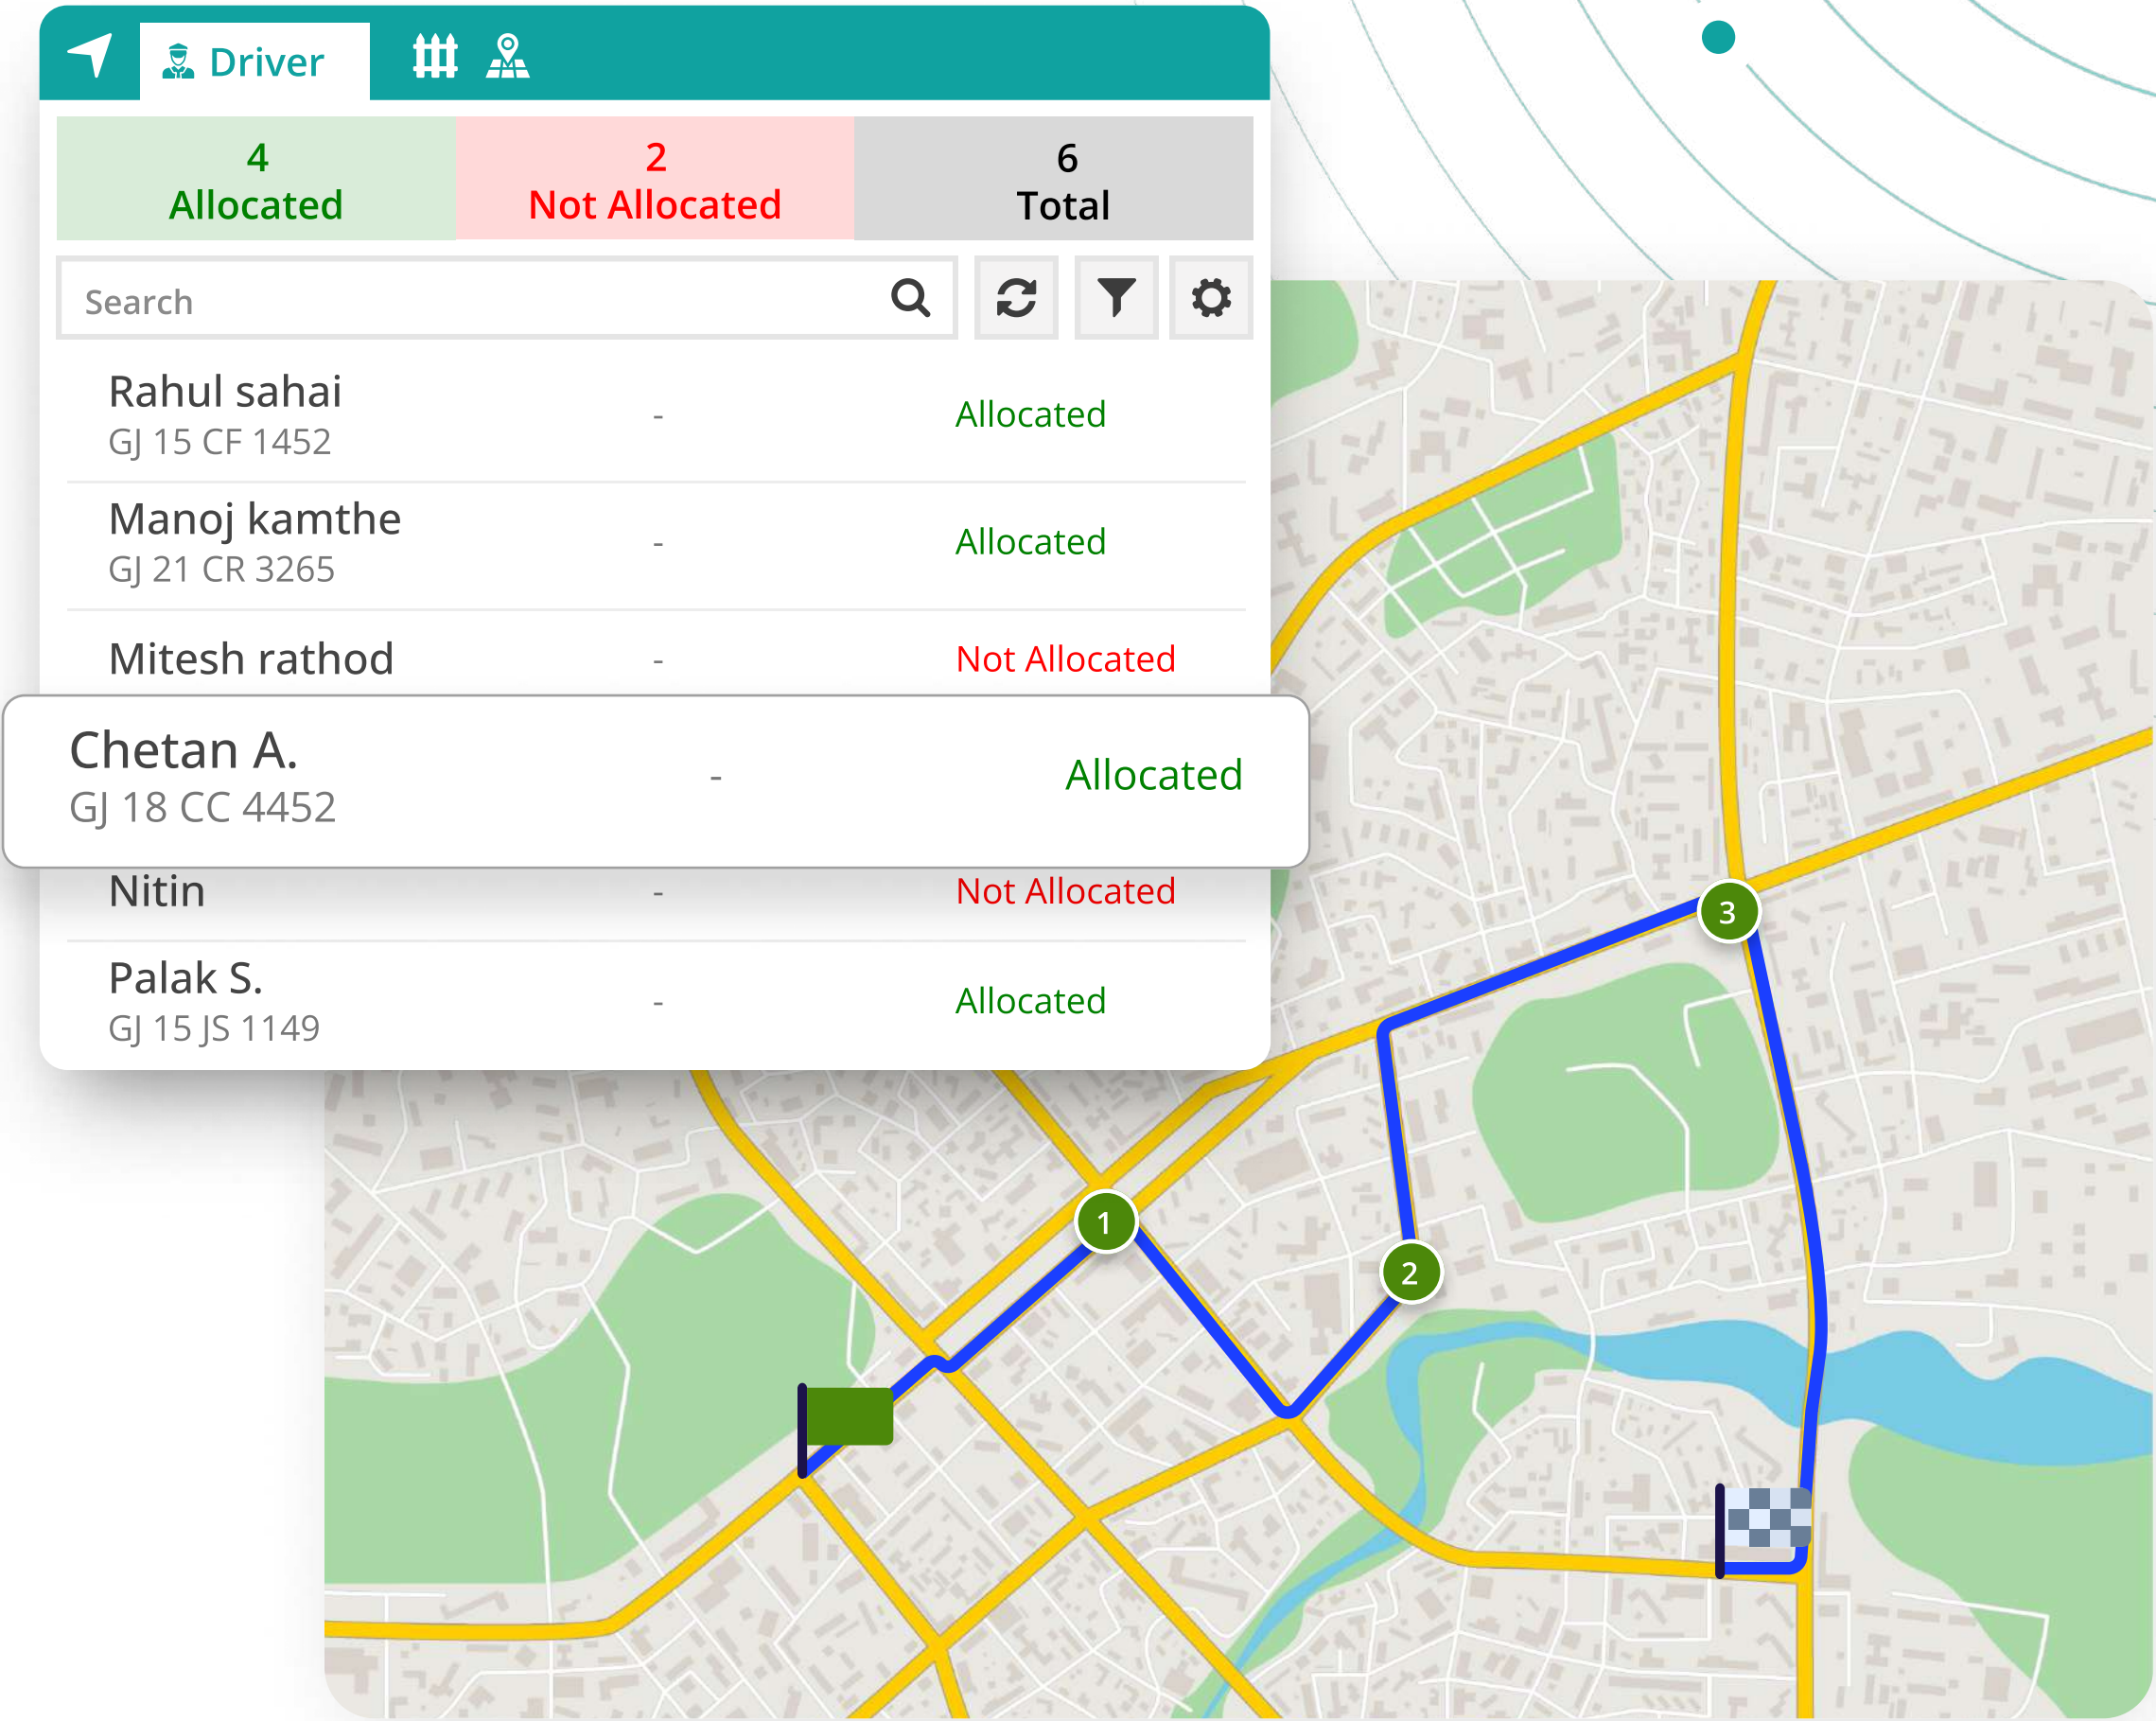 Driver
4
Allocated
2
Not Allocated
6
Total
Search
Rahul sahai
GJ 15 CF 1452
-
Allocated
Manoj kamthe
GJ 21 CR 3265
-
Allocated
Mitesh rathod
-
Not Allocated
Chetan A.
GJ 18 CC 4452
-
Allocated
Nitin
-
Not Allocated
Palak S.
GJ 15 JS 1149
-
Allocated
3
1
2